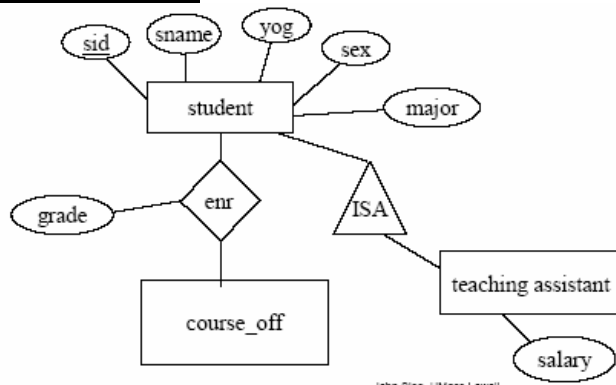 sid
sname
yog
sex
student
major
enr
grade
ISA
teaching assistant
course_off
salary